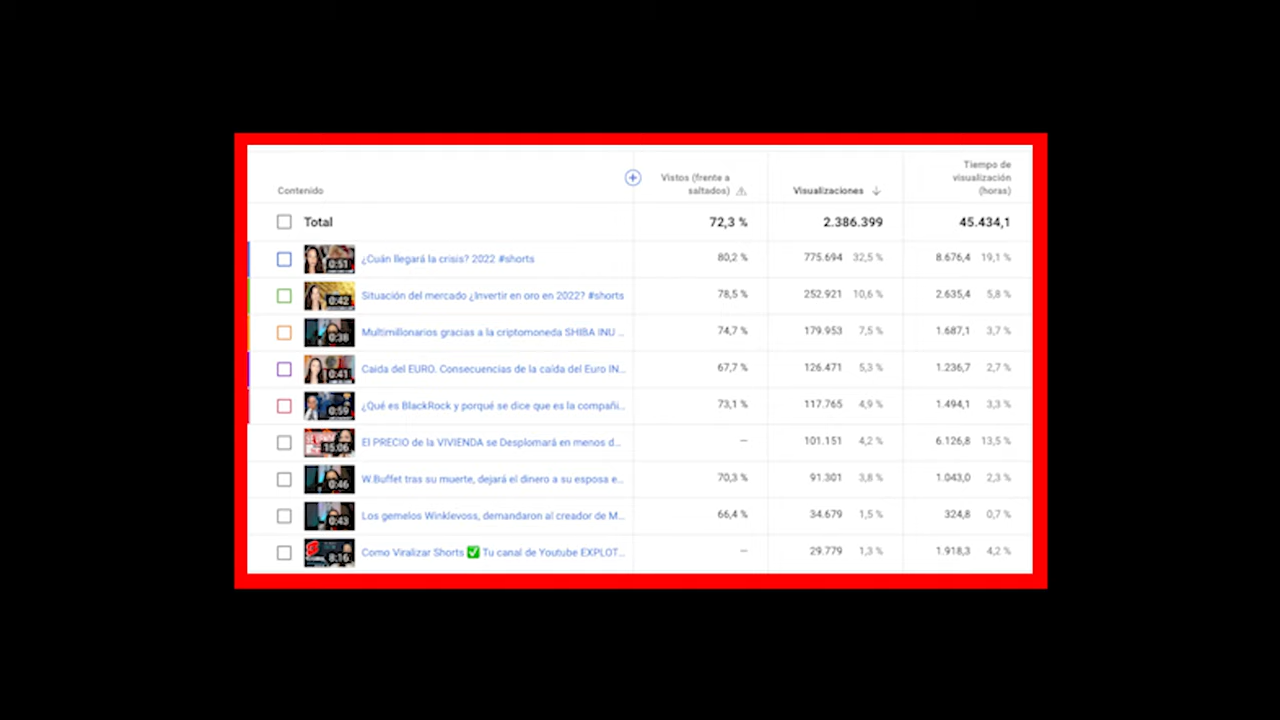 Contenido
Vistos (frente a
saltados)
Visualizaciones
Tiempo de
visualización
(horas)
Total 72,3 % 2.386.399 45.434,1
0:51 ¿Cuán llegará la crisis? 2022 #shorts 80,2 % 775.694 32,5 % 8.676,4 19,1 %
0:42 Situación del mercado ¿Invertir en oro en 2022? #shorts 78,5 % 252.921 10,6 % 2.635,4 5,8 %
0:38 Multimillonarios gracias a la criptomoneda SHIBA INU ... 74,7 % 179.953 7,5 % 1.687,1 3,7 %
0:41 Caida del EURO. Consecuencias de la caída del Euro IN... 67,7 % 126.471 5,3 % 1.236,7 2,7 %
0:59 ¿Qué es BlackRock y porqué se dice que es la compañi... 73,1 % 117.765 4,9 % 1.494,1 3,3 %
15:06 El PRECIO de la VIVIENDA se Desplomará en menos d... — 101.151 4,2 % 6.126,8 13,5 %
0:46 W.Buffet tras su muerte, dejará el dinero a su esposa e... 70,3 % 91.301 3,8 % 1.043,0 2,3 %
0:43 Los gemelos Winklevoss, demandaron al creador de M... 66,4 % 34.679 1,5 % 324,8 0,7 %
8:16 Como Viralizar Shorts ✅ Tu canal de Youtube EXPLOT... — 29.779 1,3 % 1.918,3 4,2 %